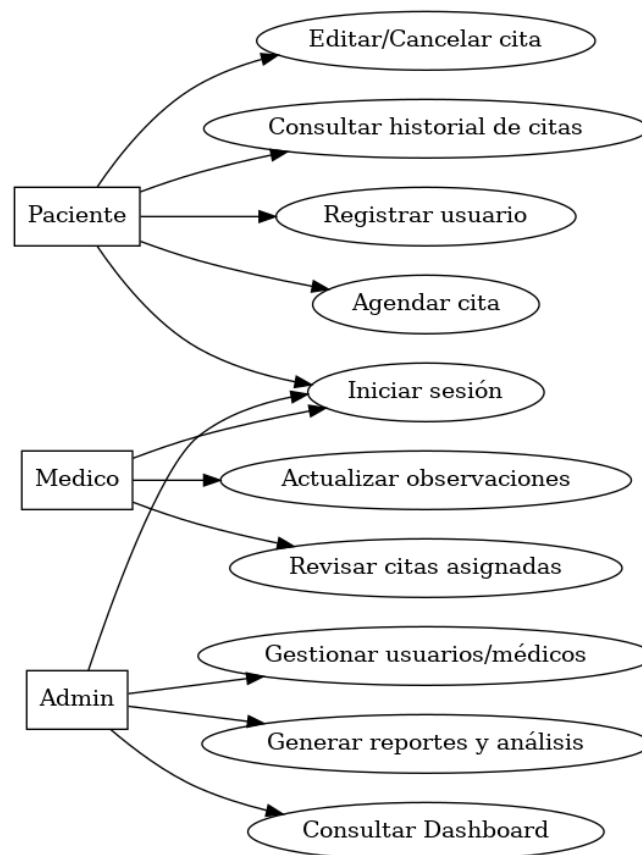 Editar/Cancelar cita
Consultar historial de citas
Paciente
Registrar usuario
Agendar cita
Iniciar sesión
Medico
Actualizar observaciones
Revisar citas asignadas
Gestionar usuarios/médicos
Admin
Generar reportes y análisis
Consultar Dashboard